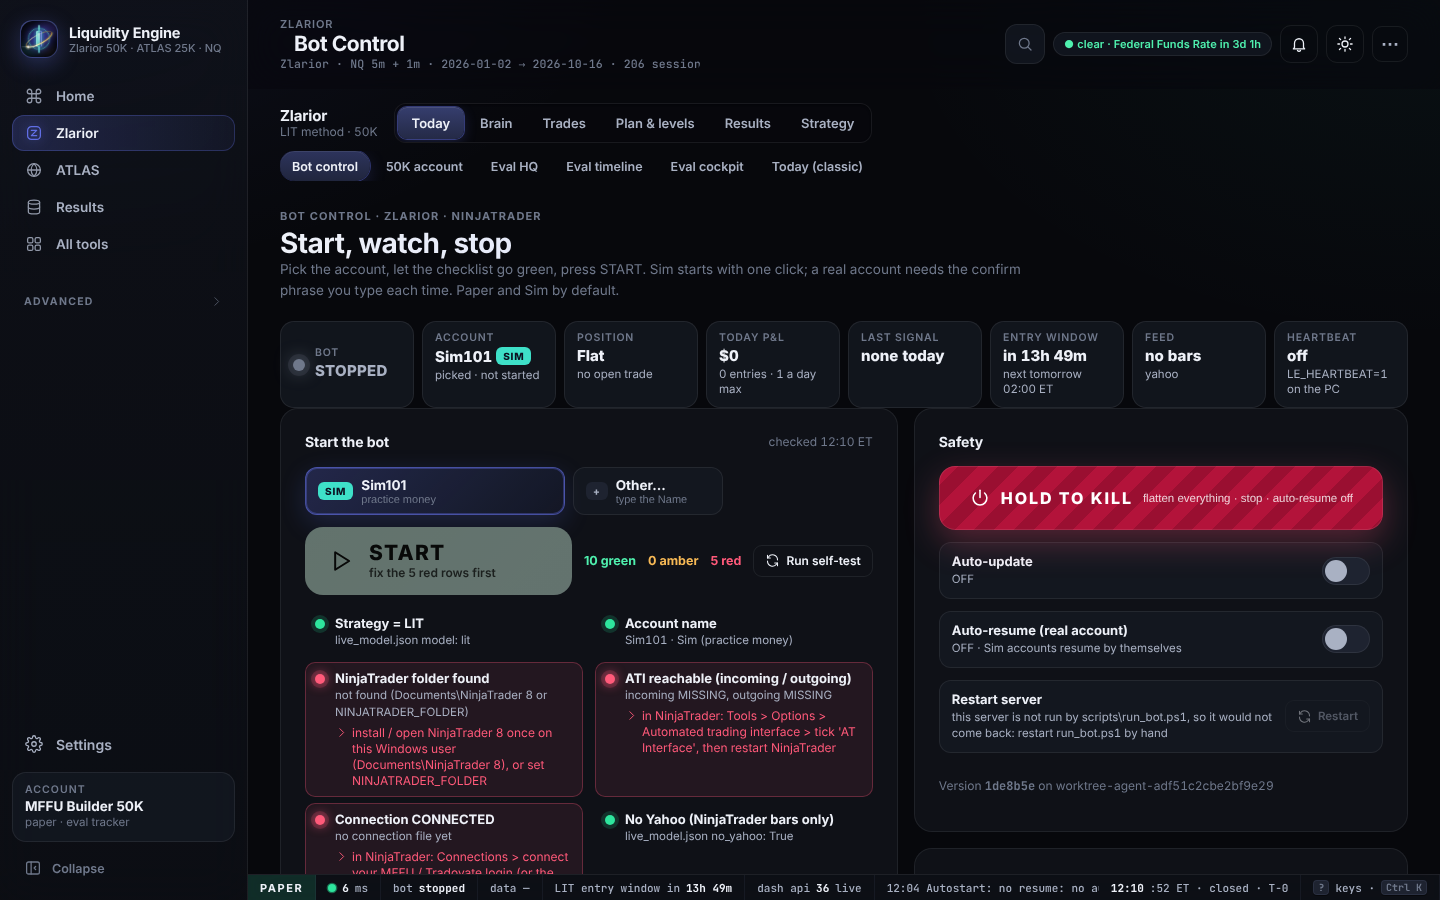 Liquidity Engine
Zlarior 50K · ATLAS 25K · NQ
Home
Zlarior
ATLAS
Results
All tools
ADVANCED
Settings
ACCOUNT
MFFU Builder 50K
paper · eval tracker
Collapse
ZLARIOR
Bot Control
Zlarior · NQ 5m + 1m · 2026-01-02 → 2026-10-16 · 206 session
clear · Federal Funds Rate in 3d 1h
Zlarior
LIT method · 50K
Today
Brain
Trades
Plan & levels
Results
Strategy
Bot control
50K account
Eval HQ
Eval timeline
Eval cockpit
Today (classic)
BOT CONTROL · ZLARIOR · NINJATRADER
Start, watch, stop
Pick the account, let the checklist go green, press START. Sim starts with one click; a real account needs the confirm
phrase you type each time. Paper and Sim by default.
BOT
STOPPED
ACCOUNT
Sim101 SIM
picked · not started
POSITION
Flat
no open trade
TODAY P&L
$0
0 entries · 1 a day
max
LAST SIGNAL
none today
ENTRY WINDOW
in 13h 49m
next tomorrow
02:00 ET
FEED
no bars
yahoo
HEARTBEAT
off
LE_HEARTBEAT=1
on the PC
Start the bot
checked 12:10 ET
SIM
Sim101
practice money
+
Other...
type the Name
START
fix the 5 red rows first
10 green
0 amber
5 red
Run self-test
Strategy = LIT
live_model.json model: lit
Account name
Sim101 · Sim (practice money)
NinjaTrader folder found
not found (Documents\NinjaTrader 8 or
NINJATRADER_FOLDER)
install / open NinjaTrader 8 once on
this Windows user
(Documents\NinjaTrader 8), or set
NINJATRADER_FOLDER
ATI reachable (incoming / outgoing)
incoming MISSING, outgoing MISSING
in NinjaTrader: Tools > Options >
Automated trading interface > tick 'AT
Interface', then restart NinjaTrader
Connection CONNECTED
no connection file yet
in NinjaTrader: Connections > connect
your MFFU / Tradovate login (or the
No Yahoo (NinjaTrader bars only)
live_model.json no_yahoo: True
Safety
HOLD TO KILL
flatten everything · stop · auto-resume off
Auto-update
OFF
Auto-resume (real account)
OFF · Sim accounts resume by themselves
Restart server
this server is not run by scripts\run_bot.ps1, so it would not
come back: restart run_bot.ps1 by hand
Restart
Version 1de8b5e on worktree-agent-adf51c2cbe2bf9e29
PAPER
6 ms
bot stopped
data —
LIT entry window in 13h 49m
dash api 36 live
12:04 Autostart: no resume: no a
12:10 :52 ET · closed · T-0
? keys · Ctrl K